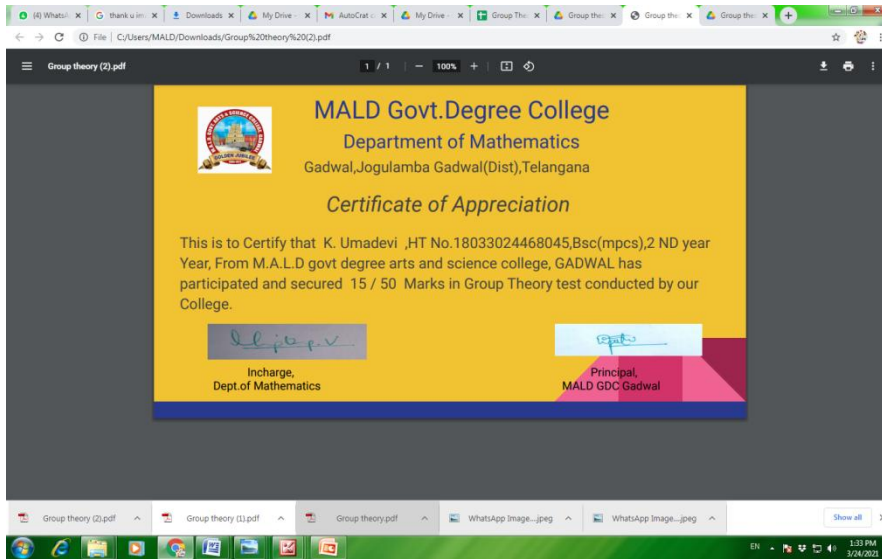 (4) WhatsA
G thank u im
Downloads
My Drive -
AutoCrat c
My Drive -
Group The
Group the
Group the
Group the
File | C:/Users/MALD/Downloads/Group%20theory%20(2).pdf
Group theory (2).pdf
1 / 1 | − 100% +
MALD Govt.Degree College
Department of Mathematics
Gadwal,Jogulamba Gadwal(Dist),Telangana
GOLDEN JUBILEE
Certificate of Appreciation
This is to Certify that K. Umadevi ,HT No.18033024468045,Bsc(mpcs),2 ND year
Year, From M.A.L.D govt degree arts and science college, GADWAL has
participated and secured 15 / 50 Marks in Group Theory test conducted by our
College.
Incharge,
Dept.of Mathematics
Principal,
MALD GDC Gadwal
Group theory (2).pdf
Group theory (1).pdf
Group theory.pdf
WhatsApp Image....jpeg
WhatsApp Image....jpeg
Show all
EN
1:33 PM
3/24/2021